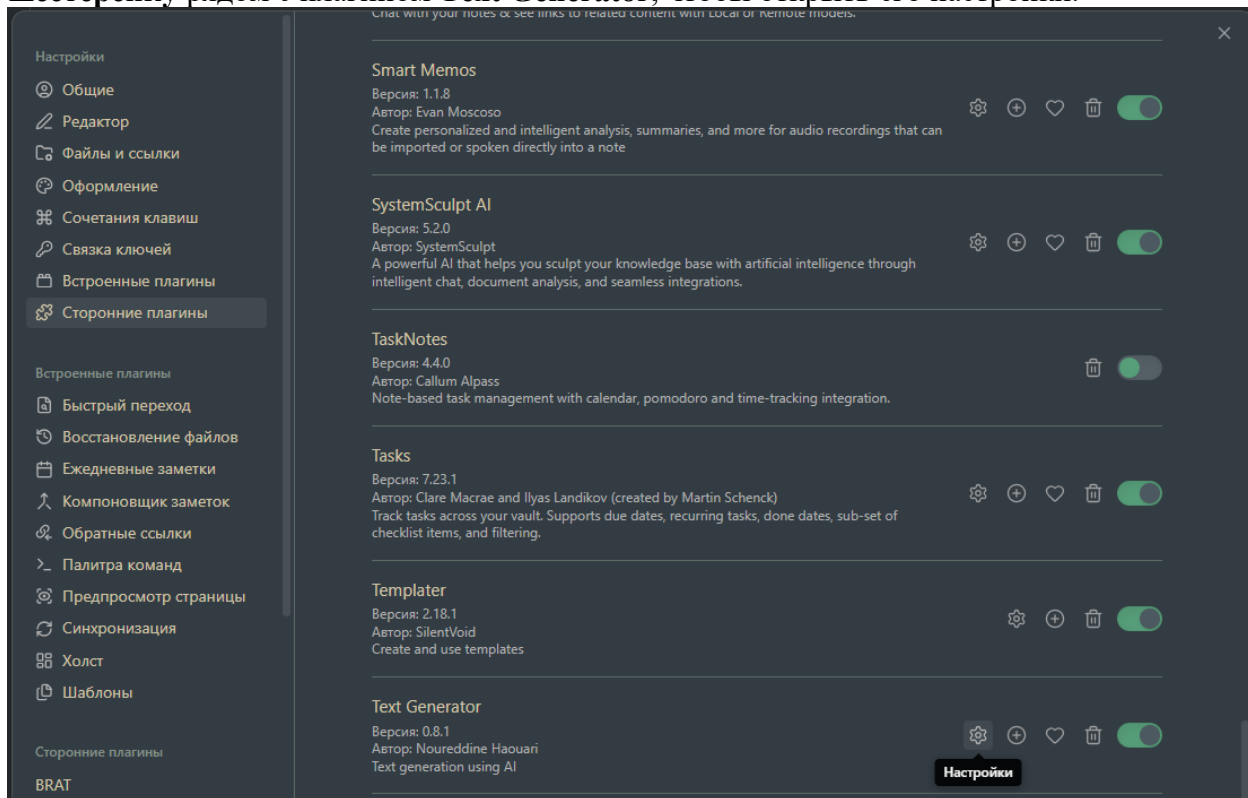 шестерёнку рядом с плагином Text Generator, чтобы открыть его настройки.
Chat with your notes & see links to related content with Local or Remote models.
Настройки
Общие
Редактор
Файлы и ссылки
Оформление
Сочетания клавиш
Связка ключей
Встроенные плагины
Сторонние плагины
Встроенные плагины
Быстрый переход
Восстановление файлов
Ежедневные заметки
Компоновщик заметок
Обратные ссылки
Палитра команд
Предпросмотр страницы
Синхронизация
Холст
Шаблоны
Сторонние плагины
BRAT
Smart Memos
Версия: 1.1.8
Автор: Evan Moscoso
Create personalized and intelligent analysis, summaries, and more for audio recordings that can
be imported or spoken directly into a note
SystemSculpt AI
Версия: 5.2.0
Автор: SystemSculpt
A powerful AI that helps you sculpt your knowledge base with artificial intelligence through
intelligent chat, document analysis, and seamless integrations.
TaskNotes
Версия: 4.4.0
Автор: Callum Alpass
Note-based task management with calendar, pomodoro and time-tracking integration.
Tasks
Версия: 7.23.1
Автор: Clare Macrae and Ilyas Landikov (created by Martin Schenck)
Track tasks across your vault. Supports due dates, recurring tasks, done dates, sub-set of
checklist items, and filtering.
Templater
Версия: 2.18.1
Автор: SilentVoid
Create and use templates
Text Generator
Версия: 0.8.1
Автор: Noureddine Haouari
Text generation using AI
Настройки